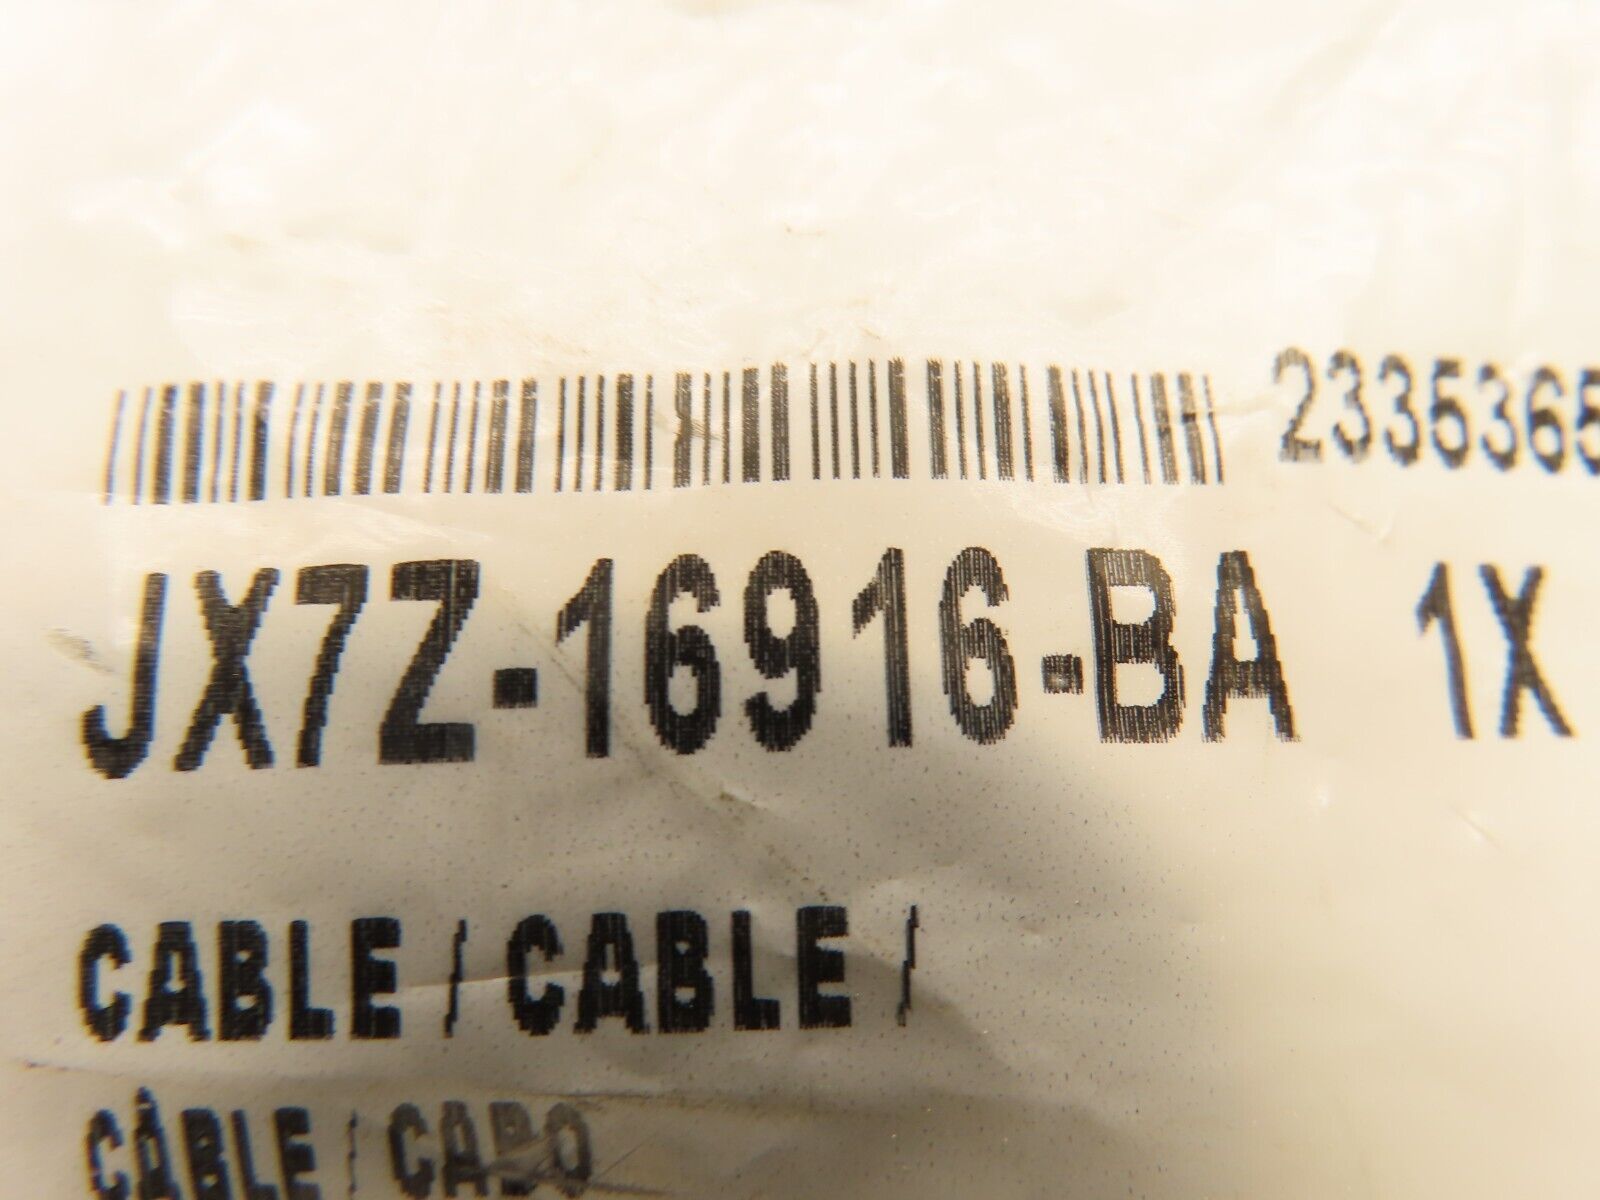 2335365
JX7Z-16916-BA 1X
CABLE / CABLE /
CÂBLE / CABO